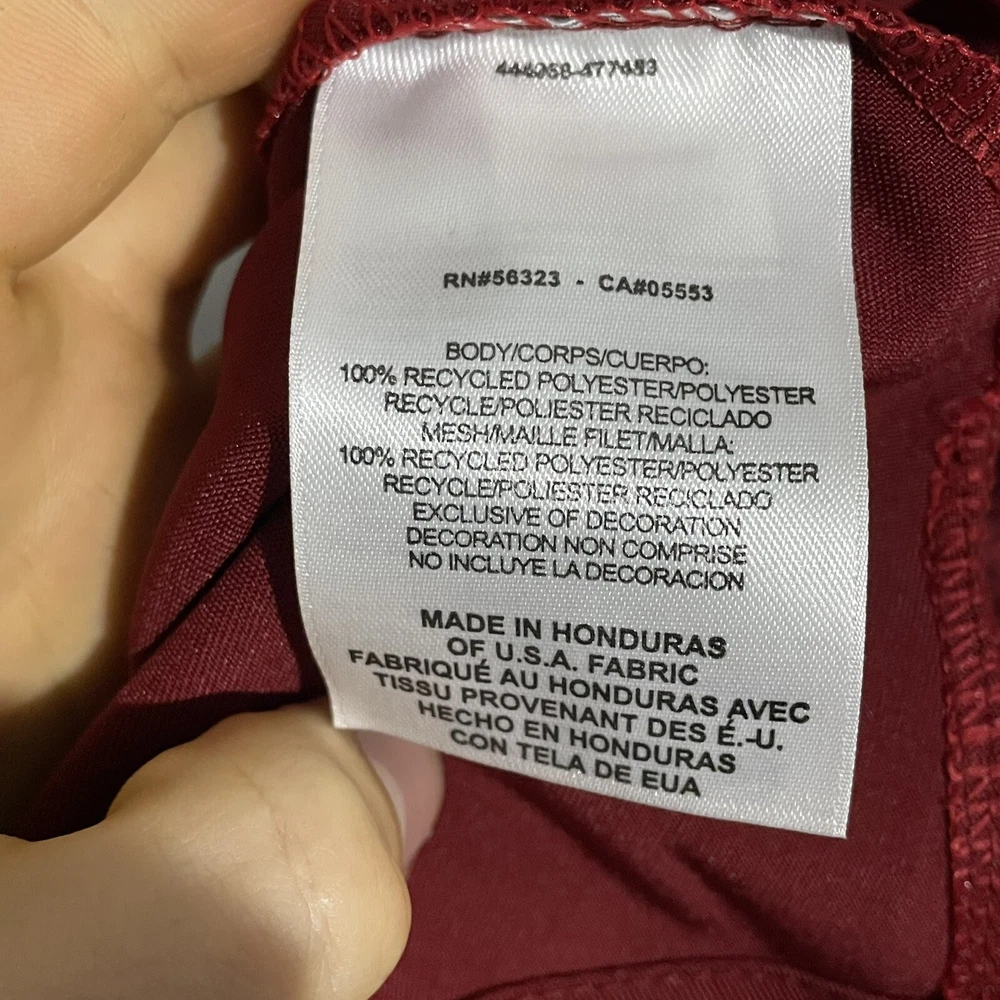 444968-477453
RN#56323 - CA#05553
BODY/CORPS/CUERPO:
100% RECYCLED POLYESTER/POLYESTER
RECYCLE/POLIESTER RECICLADO
MESH/MAILLE FILET/MALLA:
100% RECYCLED POLYESTER/POLYESTER
RECYCLE/POLIESTER RECICLADO
EXCLUSIVE OF DECORATION
DECORATION NON COMPRISE
NO INCLUYE LA DECORACION
MADE IN HONDURAS
OF U.S.A. FABRIC
FABRIQUÉ AU HONDURAS AVEC
TISSU PROVENANT DES É.-U.
HECHO EN HONDURAS
CON TELA DE EUA